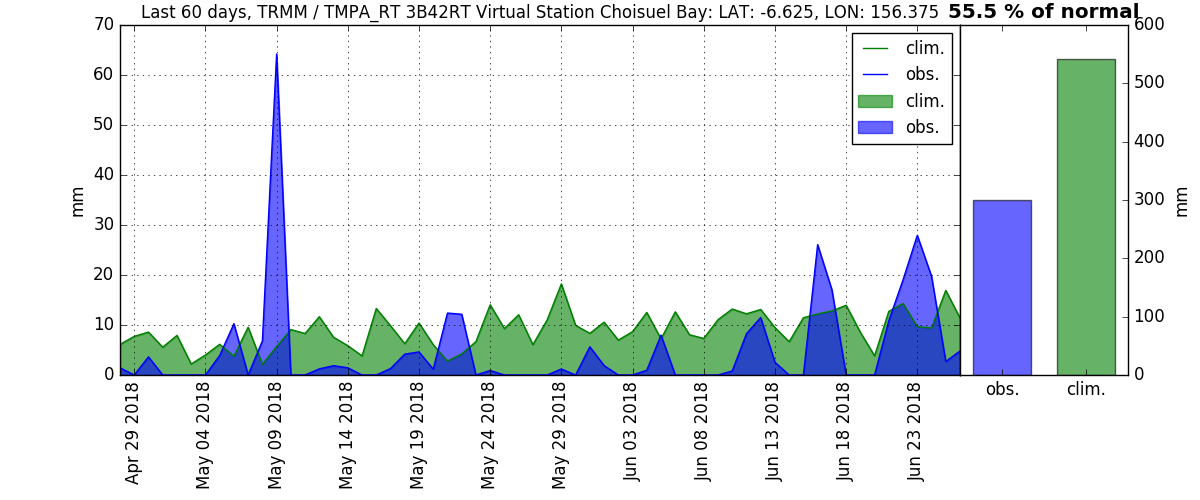 Last 60 days, TRMM / TMPA_RT 3B42RT Virtual Station Choisuel Bay: LAT: -6.625, LON: 156.375 55.5 % of normal
70
60
50
40
30
20
10
0
mm
clim.
obs.
clim.
obs.
Apr 29 2018
May 04 2018
May 09 2018
May 14 2018
May 19 2018
May 24 2018
May 29 2018
Jun 03 2018
Jun 08 2018
Jun 13 2018
Jun 18 2018
Jun 23 2018
600
500
400
300
200
100
0
mm
obs. clim.